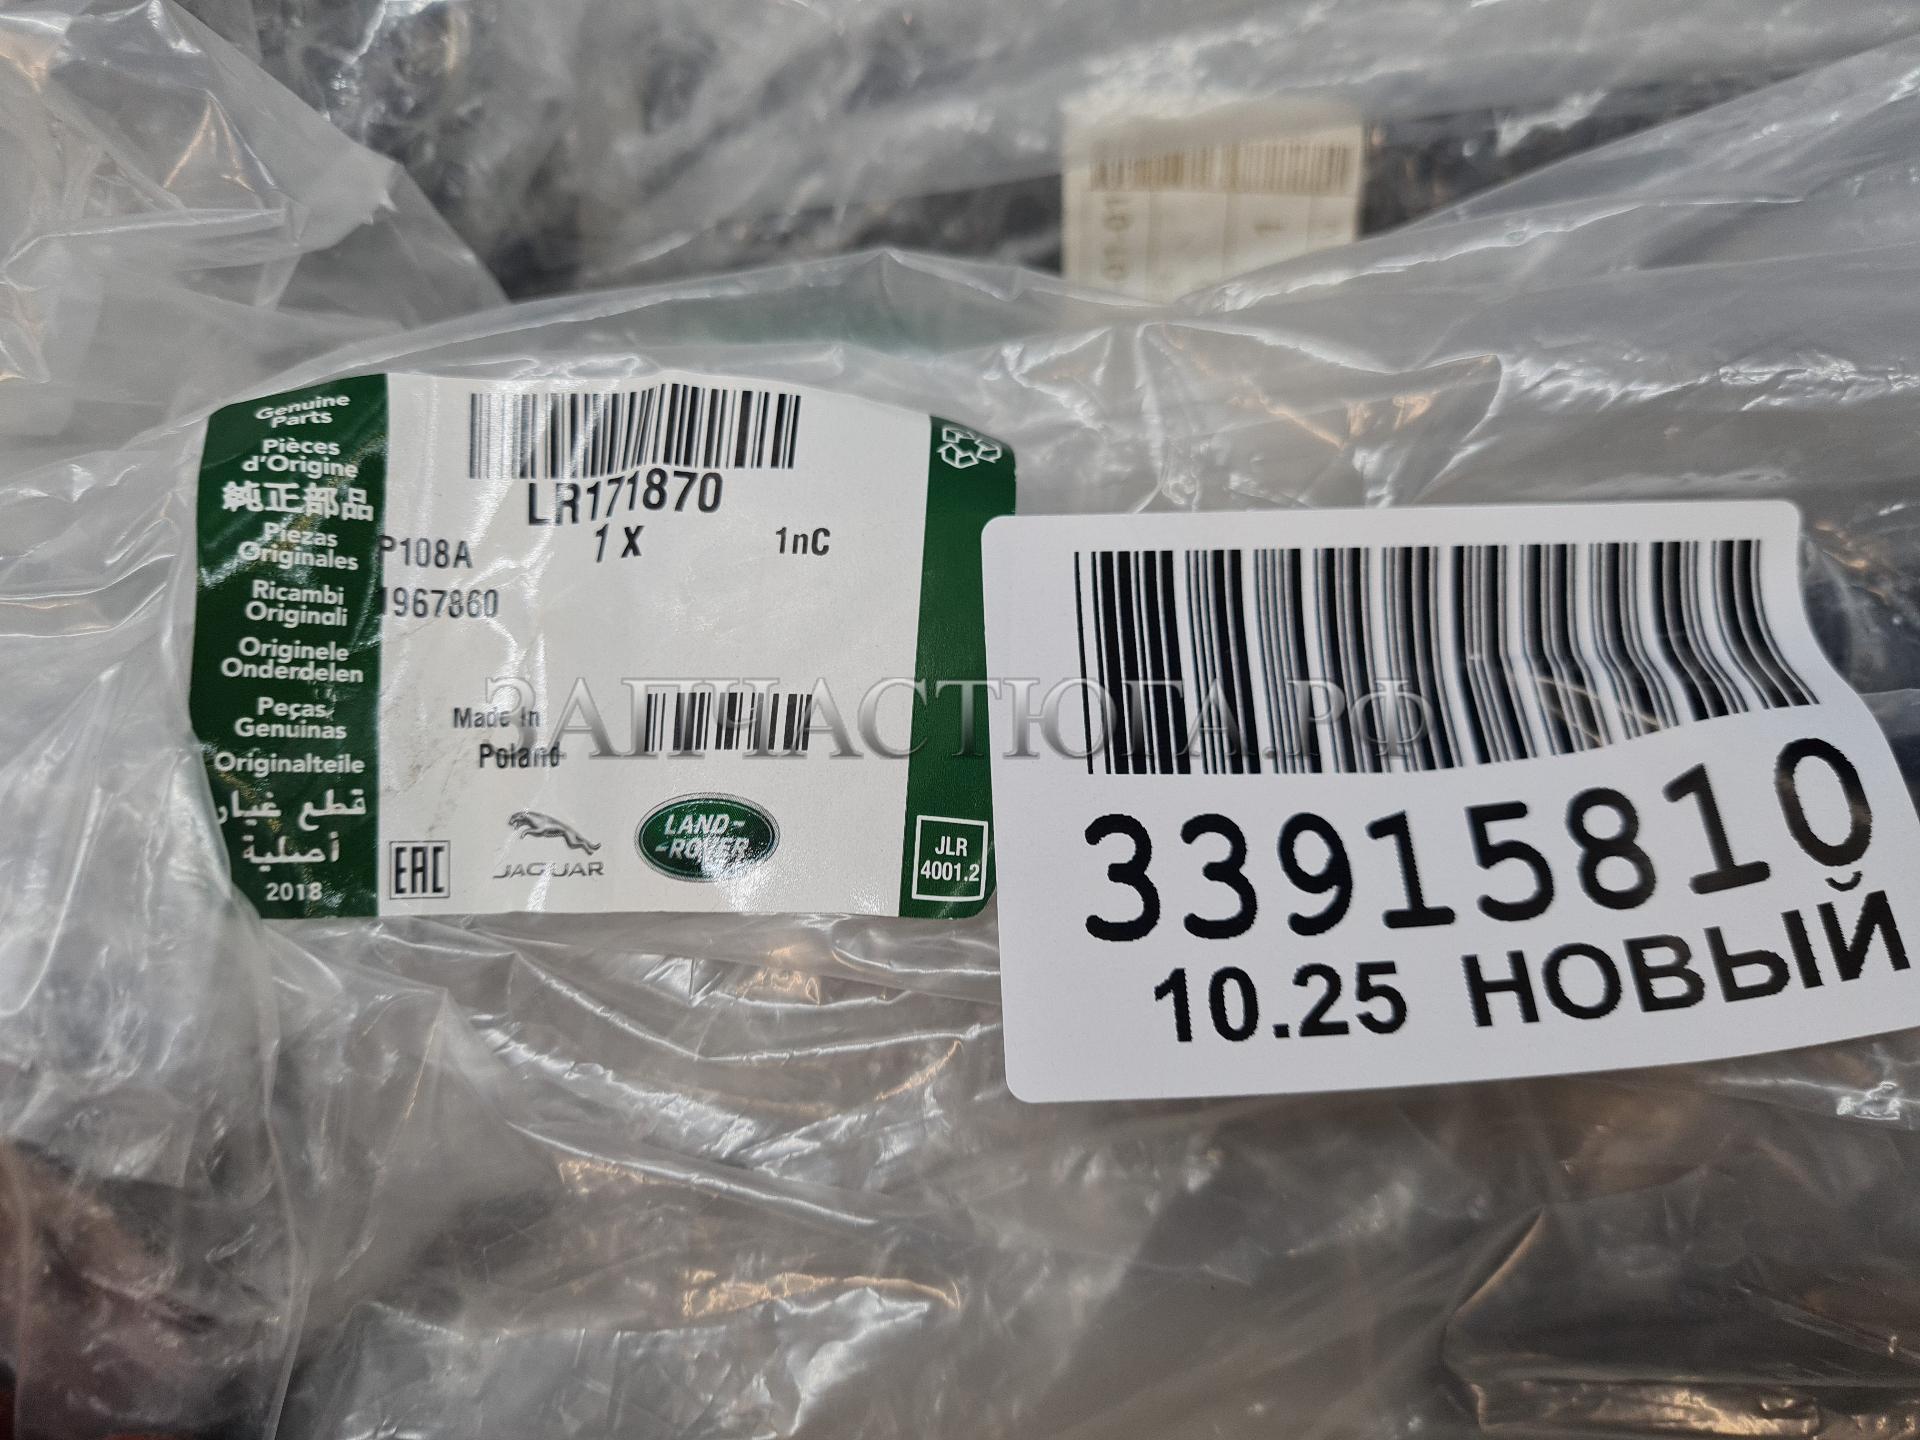 Genuine
Parts
Pièces
d'Origine
純正部品
Piezas
Originales
Ricambi
Originali
Originele
Onderdelen
Peças
Genuinas
Originalteile
قطع غيار
أصلية
2018
LR171870
P108A 1 X 1nC
1967860
Made In
Poland
EAC
JAGUAR
LAND-
-ROVER
JLR
4001.2
ЗАПЧАСТЮГА.РФ
33915810
10.25 НОВЫЙ
1